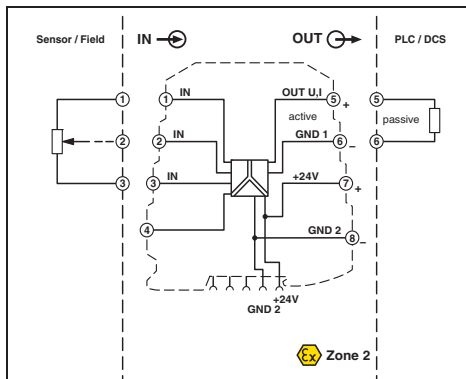 Sensor / Field
IN
OUT
PLC / DCS
1
1
IN
OUT U,I
5
+
5
active
passive
2
2
IN
GND 1
6
–
6
3
3
IN
+24V
7
+
4
GND 2
8
–
+24V
GND 2
Ex
Zone 2